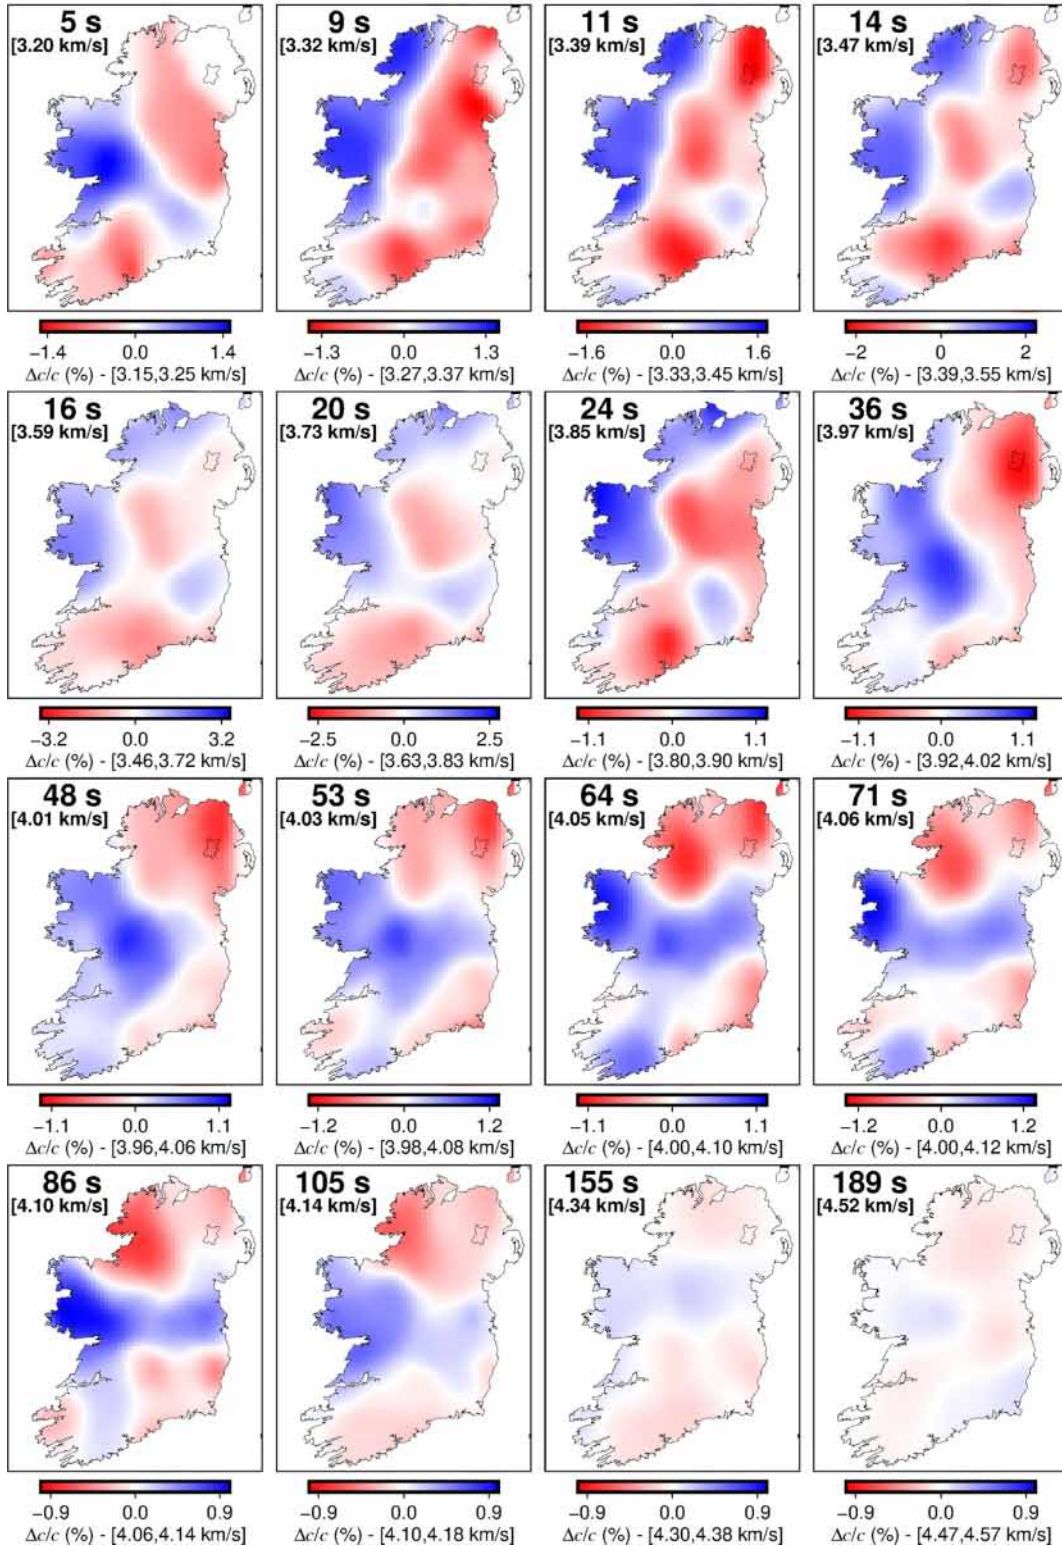 5 s
[3.20 km/s]
−1.4 0.0 1.4
Δc/c (%) - [3.15,3.25 km/s]
9 s
[3.32 km/s]
−1.3 0.0 1.3
Δc/c (%) - [3.27,3.37 km/s]
11 s
[3.39 km/s]
−1.6 0.0 1.6
Δc/c (%) - [3.33,3.45 km/s]
14 s
[3.47 km/s]
−2 0 2
Δc/c (%) - [3.39,3.55 km/s]
16 s
[3.59 km/s]
−3.2 0.0 3.2
Δc/c (%) - [3.46,3.72 km/s]
20 s
[3.73 km/s]
−2.5 0.0 2.5
Δc/c (%) - [3.63,3.83 km/s]
24 s
[3.85 km/s]
−1.1 0.0 1.1
Δc/c (%) - [3.80,3.90 km/s]
36 s
[3.97 km/s]
−1.1 0.0 1.1
Δc/c (%) - [3.92,4.02 km/s]
48 s
[4.01 km/s]
−1.1 0.0 1.1
Δc/c (%) - [3.96,4.06 km/s]
53 s
[4.03 km/s]
−1.2 0.0 1.2
Δc/c (%) - [3.98,4.08 km/s]
64 s
[4.05 km/s]
−1.1 0.0 1.1
Δc/c (%) - [4.00,4.10 km/s]
71 s
[4.06 km/s]
−1.2 0.0 1.2
Δc/c (%) - [4.00,4.12 km/s]
86 s
[4.10 km/s]
−0.9 0.0 0.9
Δc/c (%) - [4.06,4.14 km/s]
105 s
[4.14 km/s]
−0.9 0.0 0.9
Δc/c (%) - [4.10,4.18 km/s]
155 s
[4.34 km/s]
−0.9 0.0 0.9
Δc/c (%) - [4.30,4.38 km/s]
189 s
[4.52 km/s]
−0.9 0.0 0.9
Δc/c (%) - [4.47,4.57 km/s]